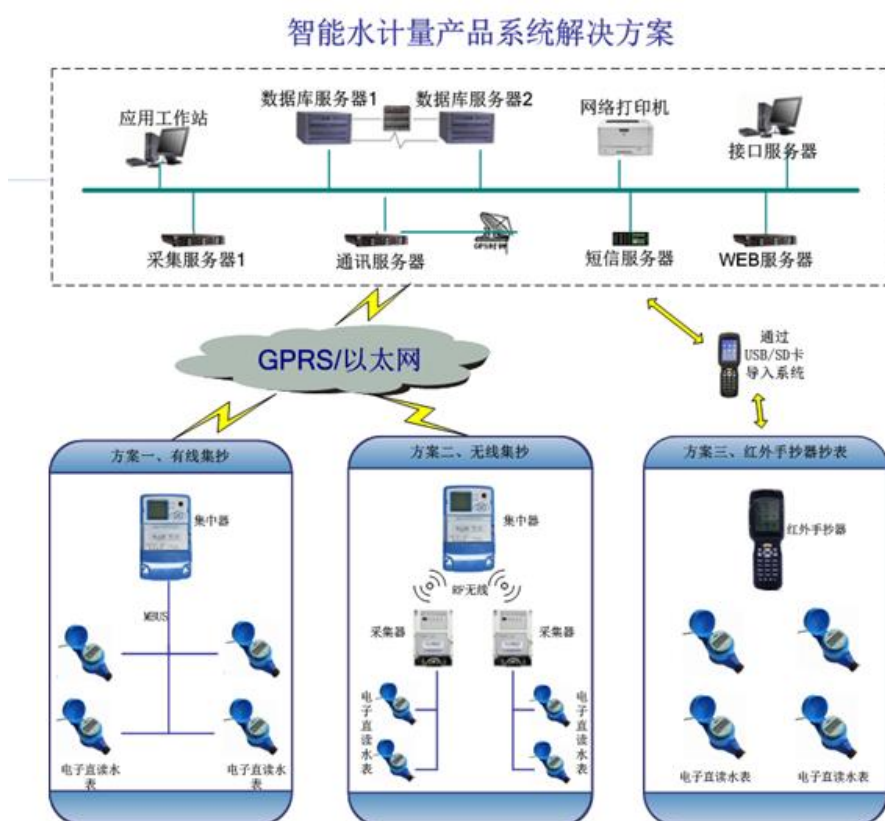 智能水计量产品系统解决方案
应用工作站
数据库服务器1
数据库服务器2
网络打印机
接口服务器
采集服务器1
通讯服务器
GPS时钟
短信服务器
WEB服务器
GPRS/以太网
通过
USB/SD卡
导入系统
方案一、有线集抄
方案二、无线集抄
方案三、红外手抄器抄表
集中器
集中器
红外手抄器
RF无线
MBUS
采集器
采集器
电子直读水表
电子直读水表
电子直读水
表
电子直读水
表
电子直读水表
电子直读水表